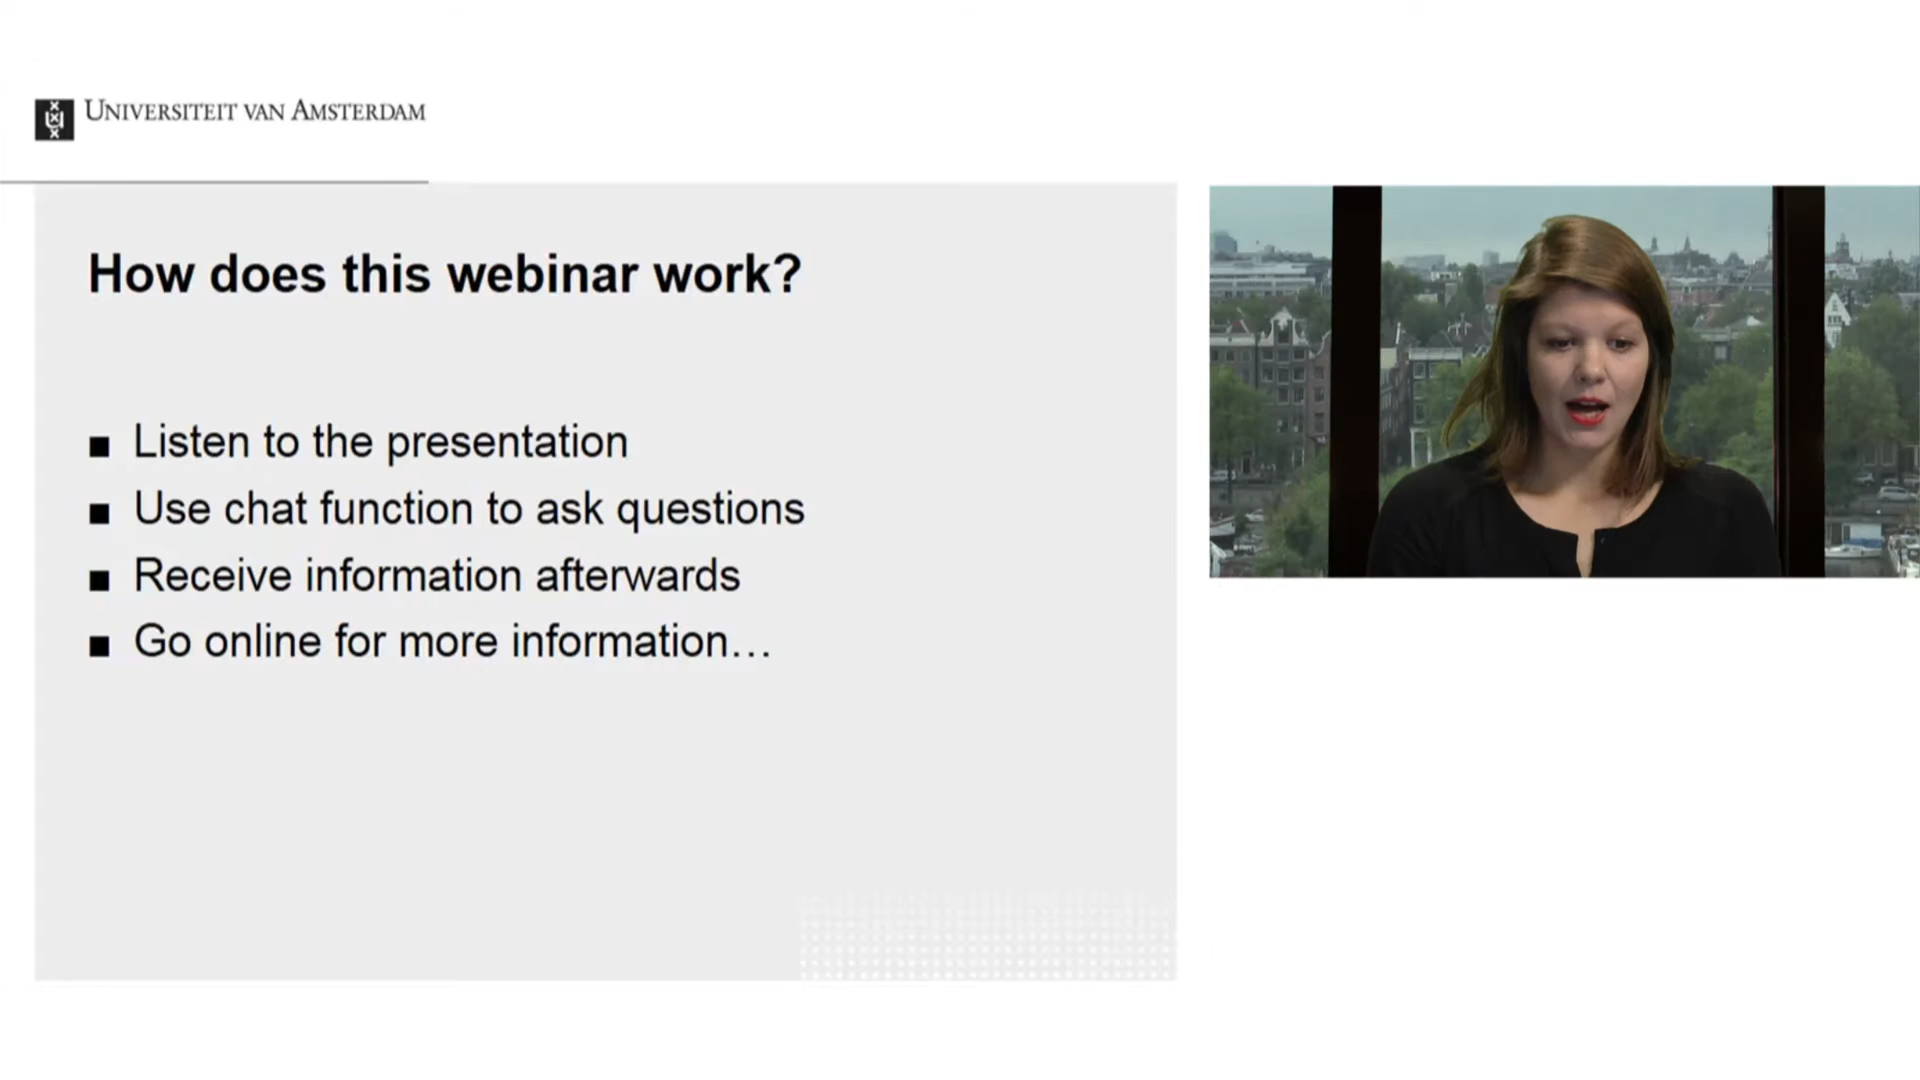 UNIVERSITEIT VAN AMSTERDAM
How does this webinar work?
Listen to the presentation
Use chat function to ask questions
Receive information afterwards
Go online for more information…